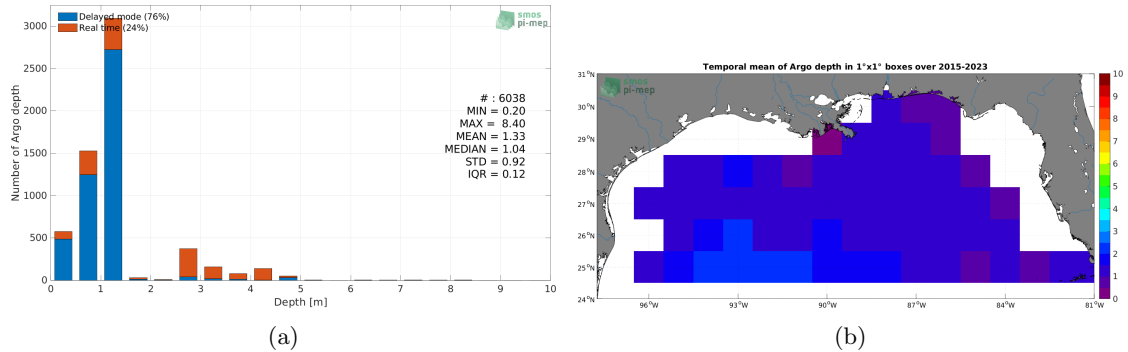 Delayed mode (76%)
Real time (24%)
smos
pi-mep
# : 6038
MIN = 0.20
MAX = 8.40
MEAN = 1.33
MEDIAN = 1.04
STD = 0.92
IQR = 0.12
Number of Argo depth
3000
2500
2000
1500
1000
500
0
0 1 2 3 4 5 6 7 8 9 10
Depth [m]
(a)
Temporal mean of Argo depth in 1°x1° boxes over 2015-2023
smos
pi-mep
31°N
30°N
29°N
28°N
27°N
26°N
25°N
24°N
96°W 93°W 90°W 87°W 84°W 81°W
10
9
8
7
6
5
4
3
2
1
0
(b)